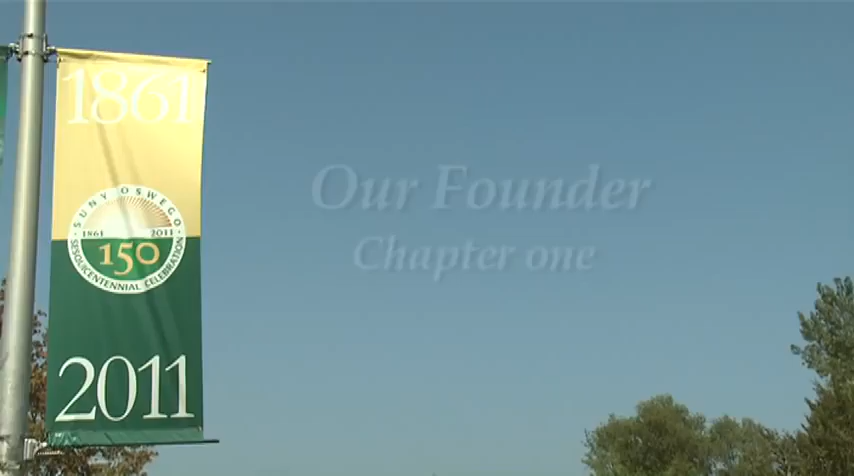 1861
SUNY OSWEGO
1861 2011
150
SESQUICENTENNIAL CELEBRATION
2011
Our Founder
Chapter one